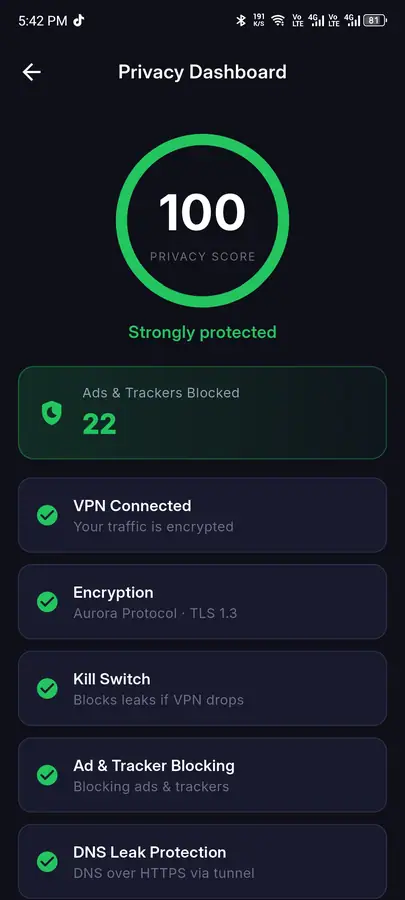 5:42 PM
191 K/S Vo LTE 4G Vo LTE 4G 81
Privacy Dashboard
100
PRIVACY SCORE
Strongly protected
Ads & Trackers Blocked
22
VPN Connected
Your traffic is encrypted
Encryption
Aurora Protocol · TLS 1.3
Kill Switch
Blocks leaks if VPN drops
Ad & Tracker Blocking
Blocking ads & trackers
DNS Leak Protection
DNS over HTTPS via tunnel